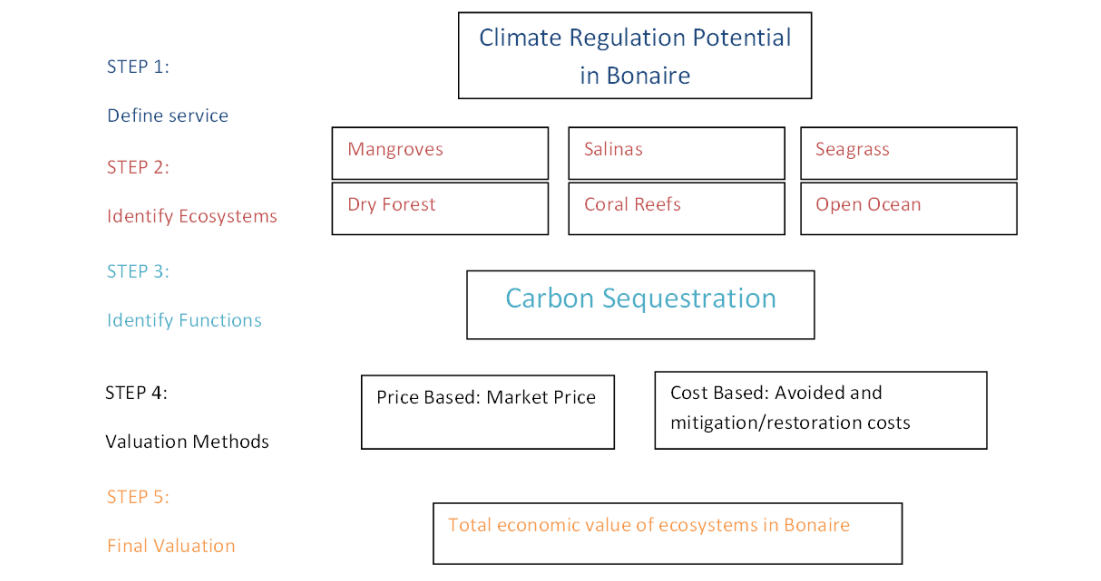 STEP 1:
Define service
Climate Regulation Potential
in Bonaire
STEP 2:
Identify Ecosystems
Mangroves
Salinas
Seagrass
Dry Forest
Coral Reefs
Open Ocean
STEP 3:
Identify Functions
Carbon Sequestration
STEP 4:
Valuation Methods
Price Based: Market Price
Cost Based: Avoided and
mitigation/restoration costs
STEP 5:
Final Valuation
Total economic value of ecosystems in Bonaire